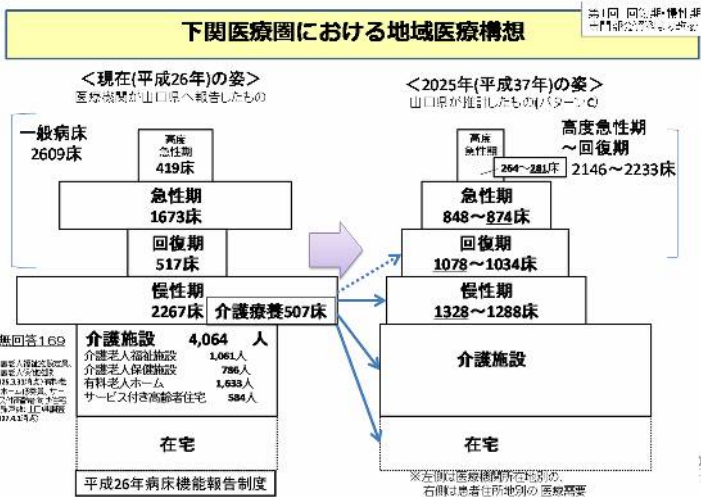 下関医療圏における地域医療構想
＜現在(平成26年)の姿＞
医療機関が山口県へ報告したもの
一般病床
2609床
高度
急性期
419床
急性期
1673床
回復期
517床
慢性期
2267床
介護療養507床
無回答169
介護施設 4,064 人
介護老人福祉施設 1,061人
介護老人保健施設 786人
有料老人ホーム 1,633人
サービス付き高齢者住宅 584人
在宅
平成26年病床機能報告制度
＜2025年(平成37年)の姿＞
山口県が推計したもの(パターンC)
高度急性期
～回復期
2146～2233床
高度
急性期
264～281床
急性期
848～874床
回復期
1078～1034床
慢性期
1328～1288床
介護施設
在宅
※左側は医療機関所在地別の、
右側は患者住所地別の医療需要